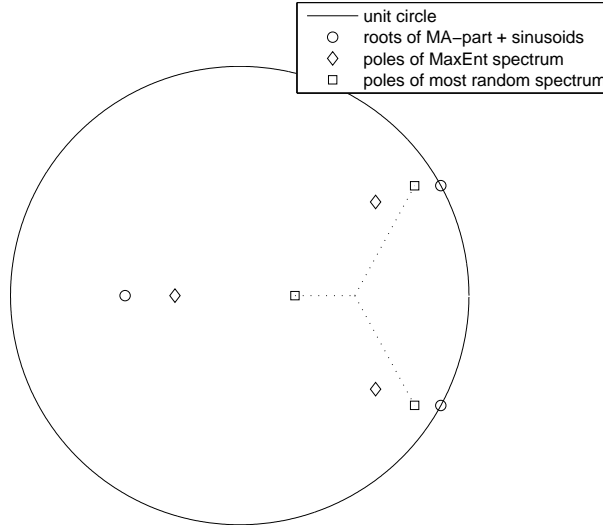 unit circle
roots of MA−part + sinusoids
poles of MaxEnt spectrum
poles of most random spectrum